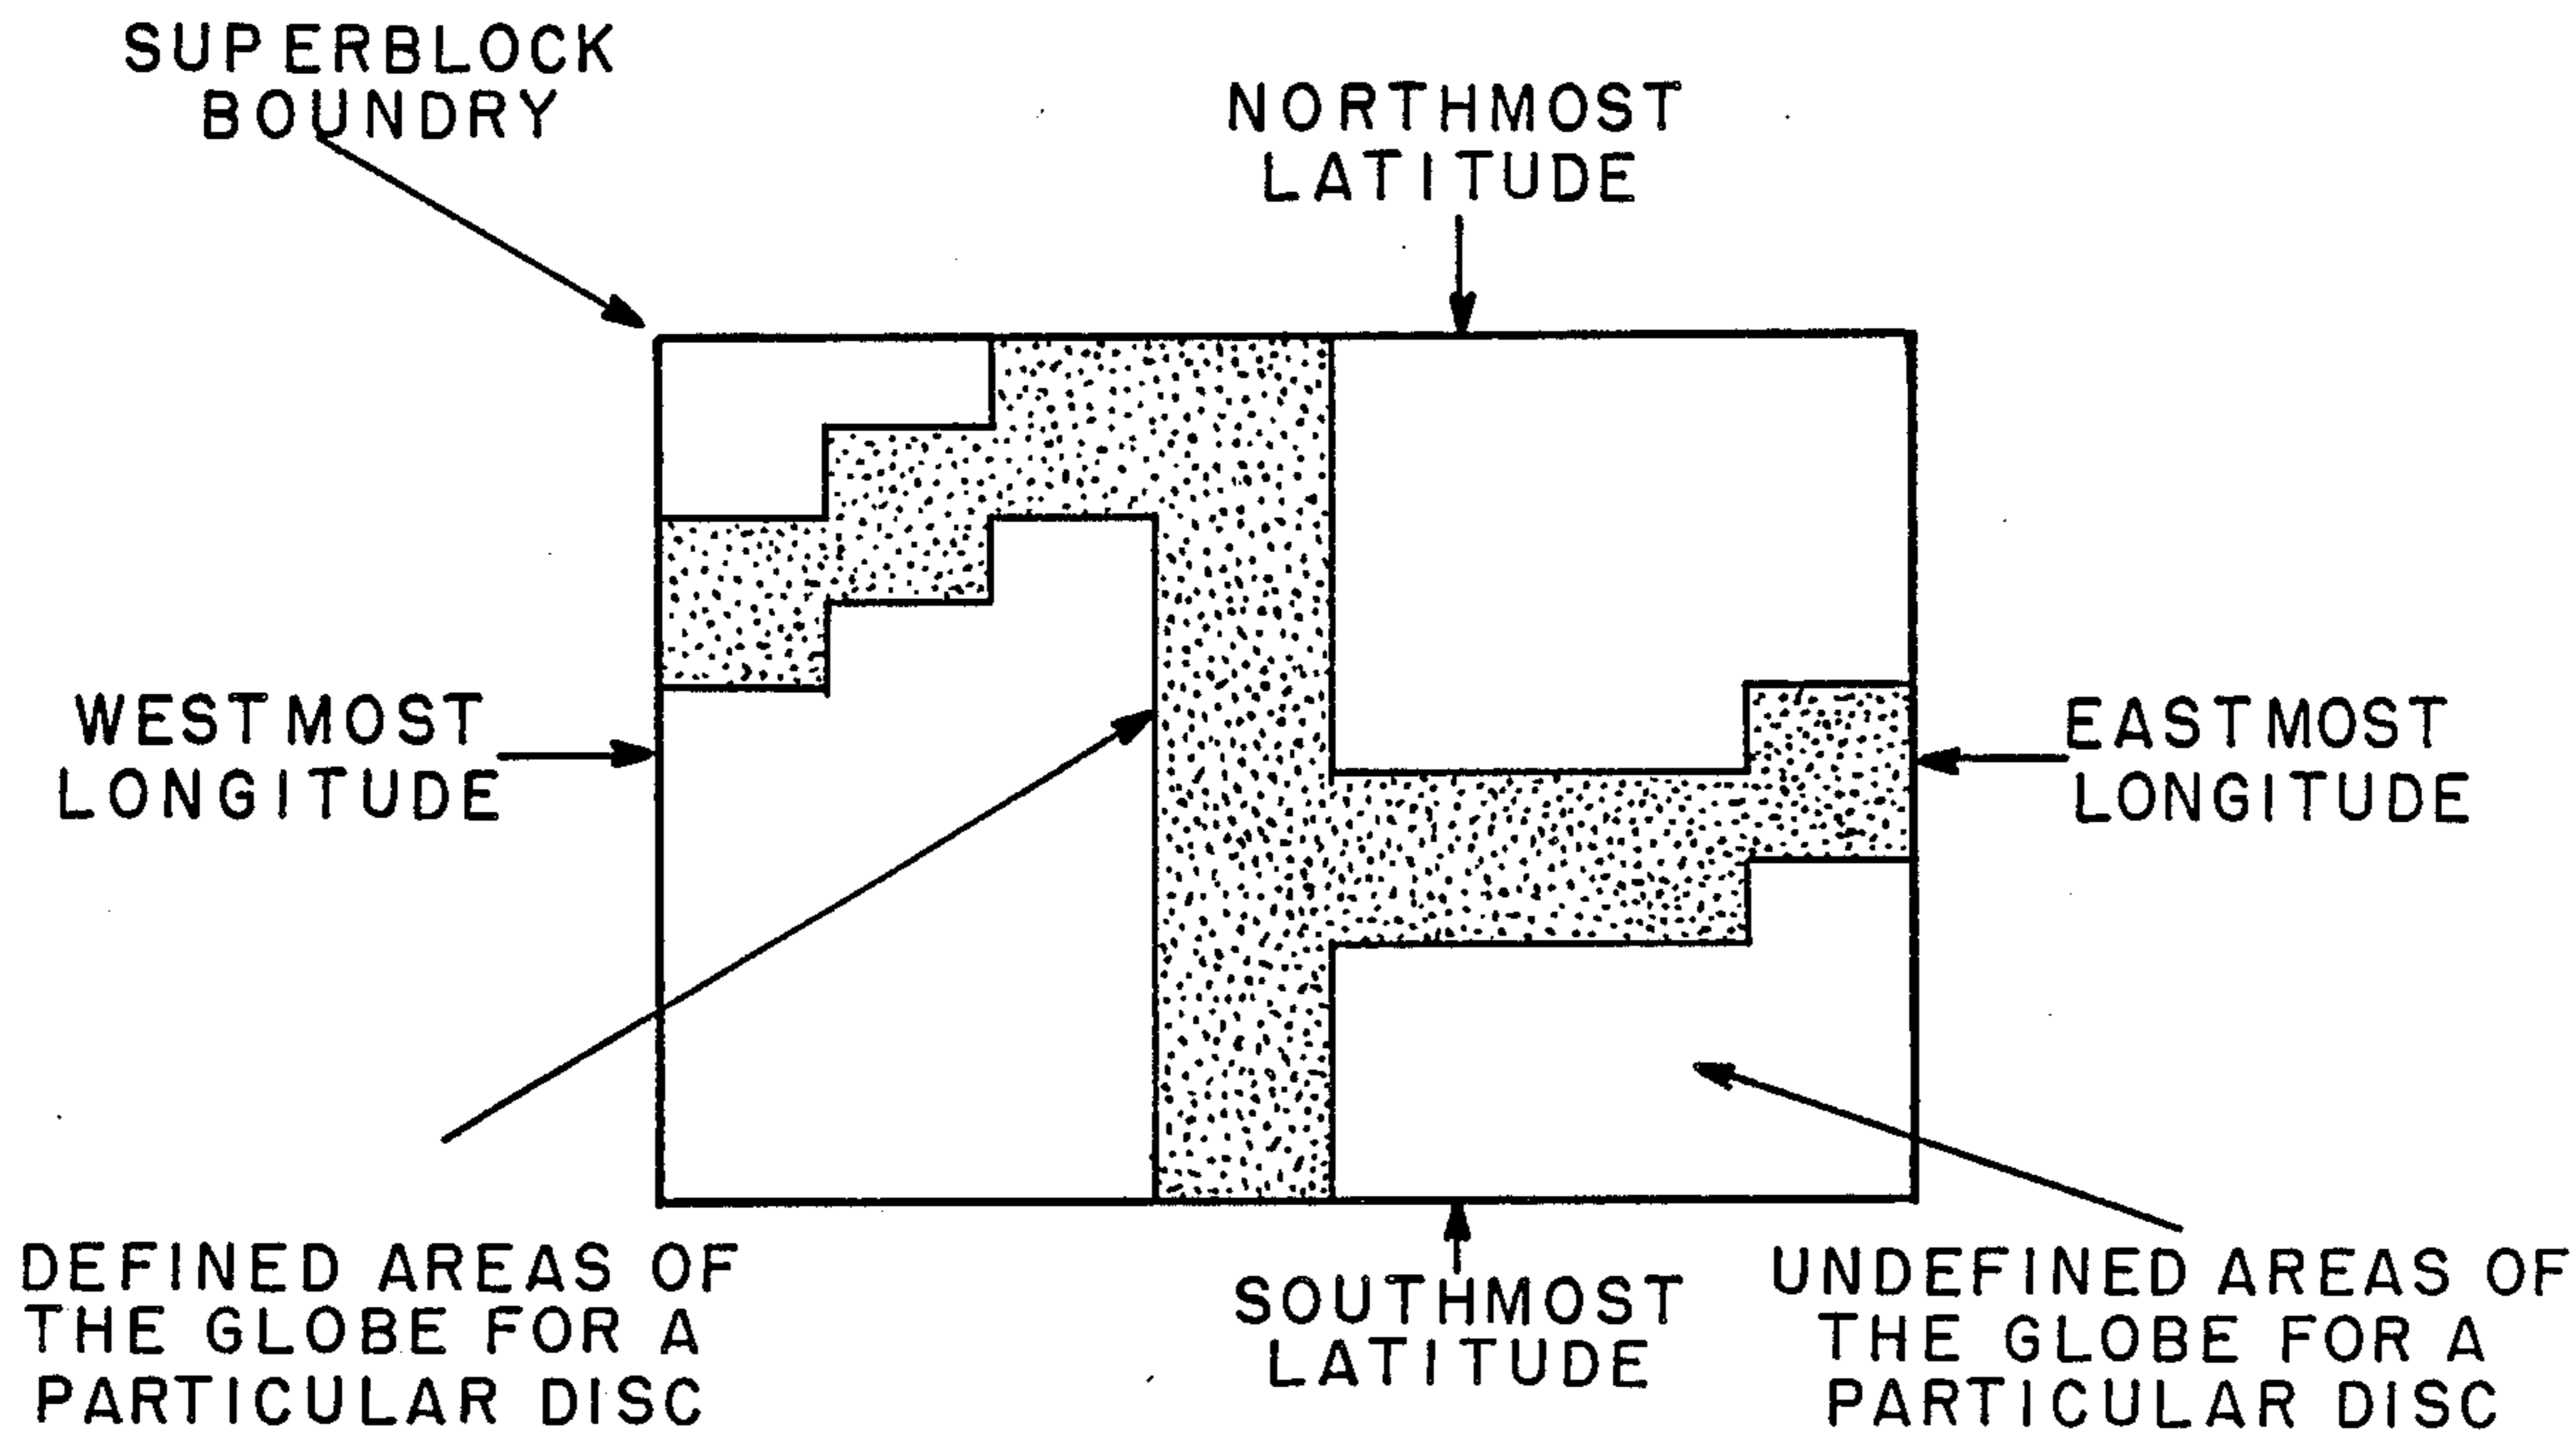 SUPERBLOCK
BOUNDRY
NORTHMOST
LATITUDE
WESTMOST
LONGITUDE
EASTMOST
LONGITUDE
DEFINED AREAS OF
THE GLOBE FOR A
PARTICULAR DISC
SOUTHMOST
LATITUDE
UNDEFINED AREAS OF
THE GLOBE FOR A
PARTICULAR DISC